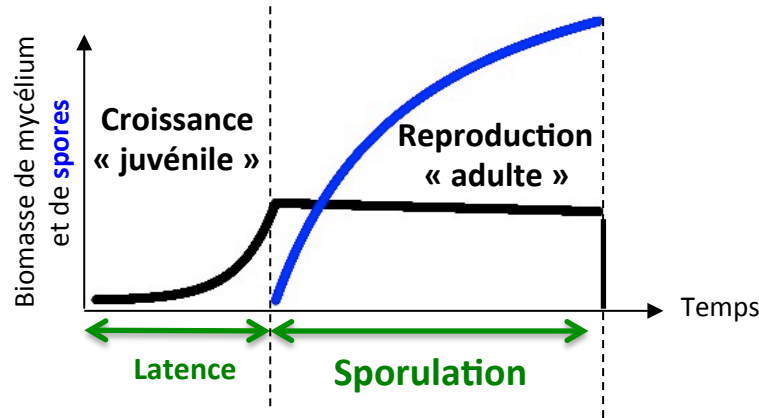 Biomasse de mycélium
et de spores
Croissance
« juvénile »
Reproduction
« adulte »
Temps
Latence
Sporulation